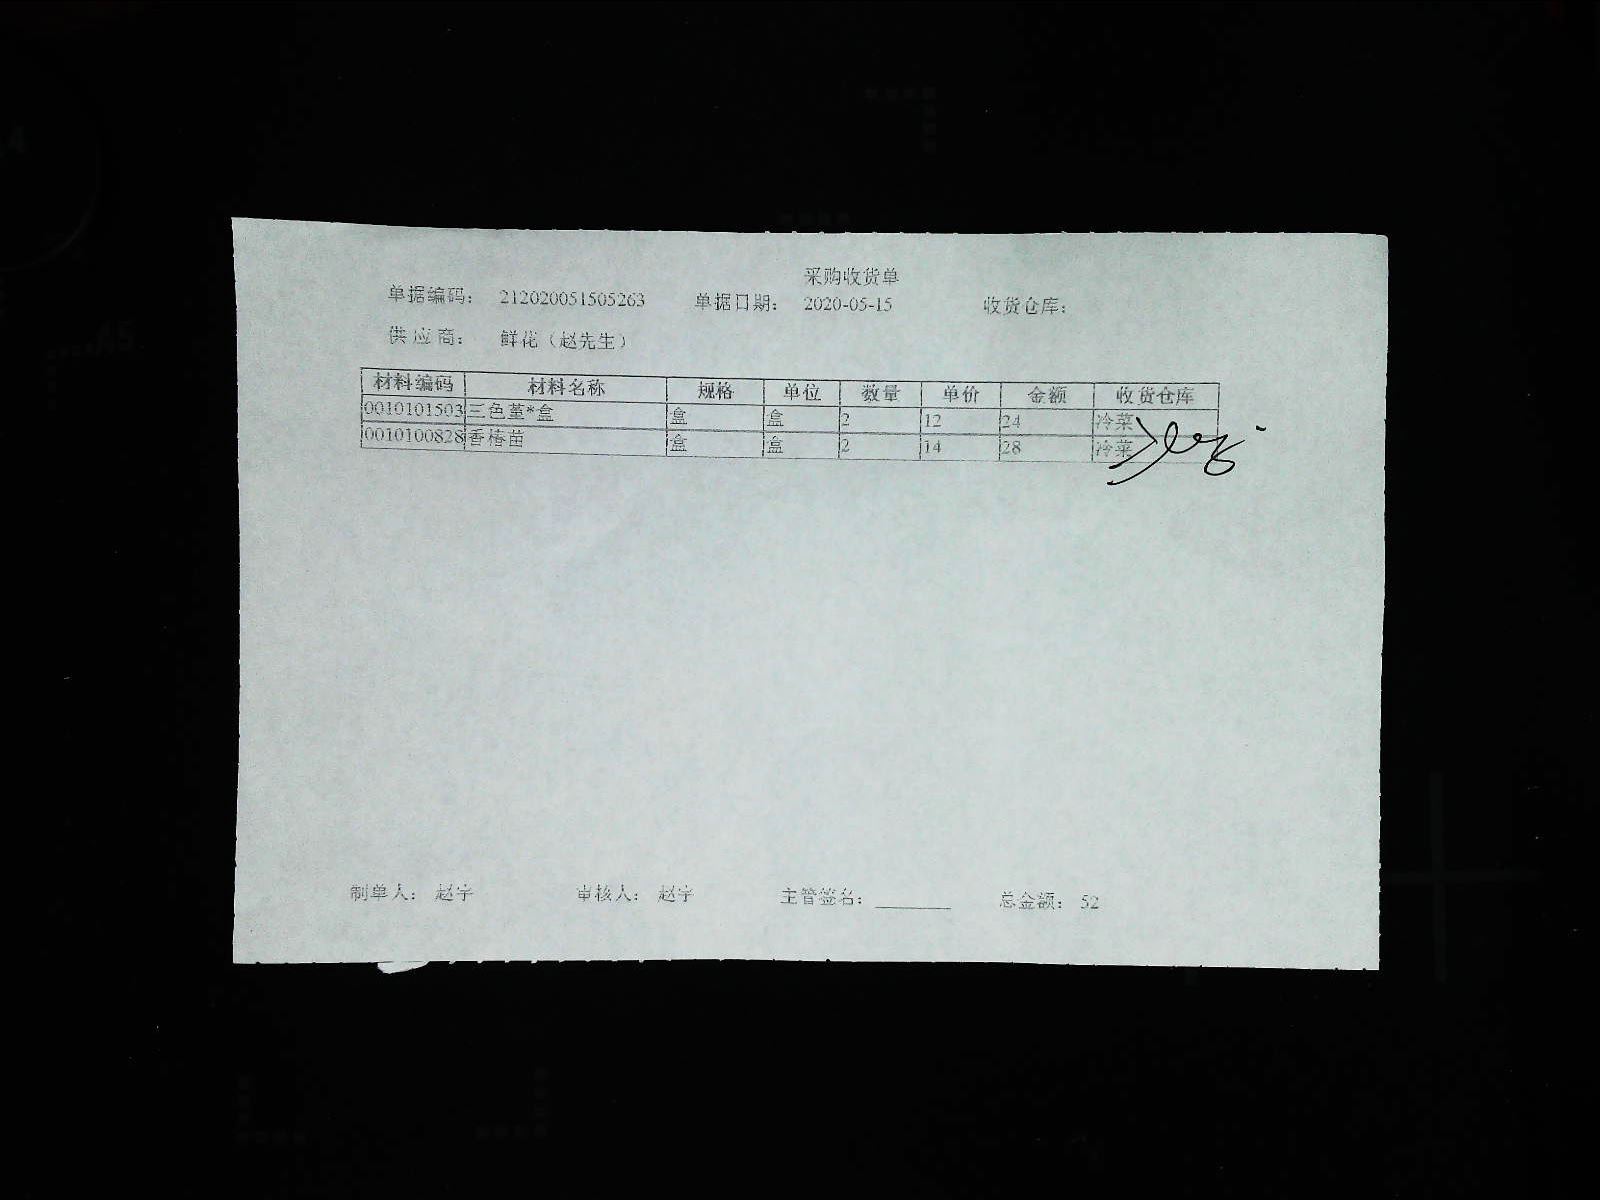 采购收货单
单据编码： 212020051505263 单据日期： 2020-05-15 收货仓库：
供应商： 鲜花（赵先生）
材料编码 材料名称 规格 单位 数量 单价 金额 收货仓库
0010101503 三色堇*盒 盒 盒 2 12 24 冷菜
0010100828 香椿苗 盒 盒 2 14 28 冷菜
制单人： 赵宇 审核人： 赵宇 主管签名： 总金额： 52